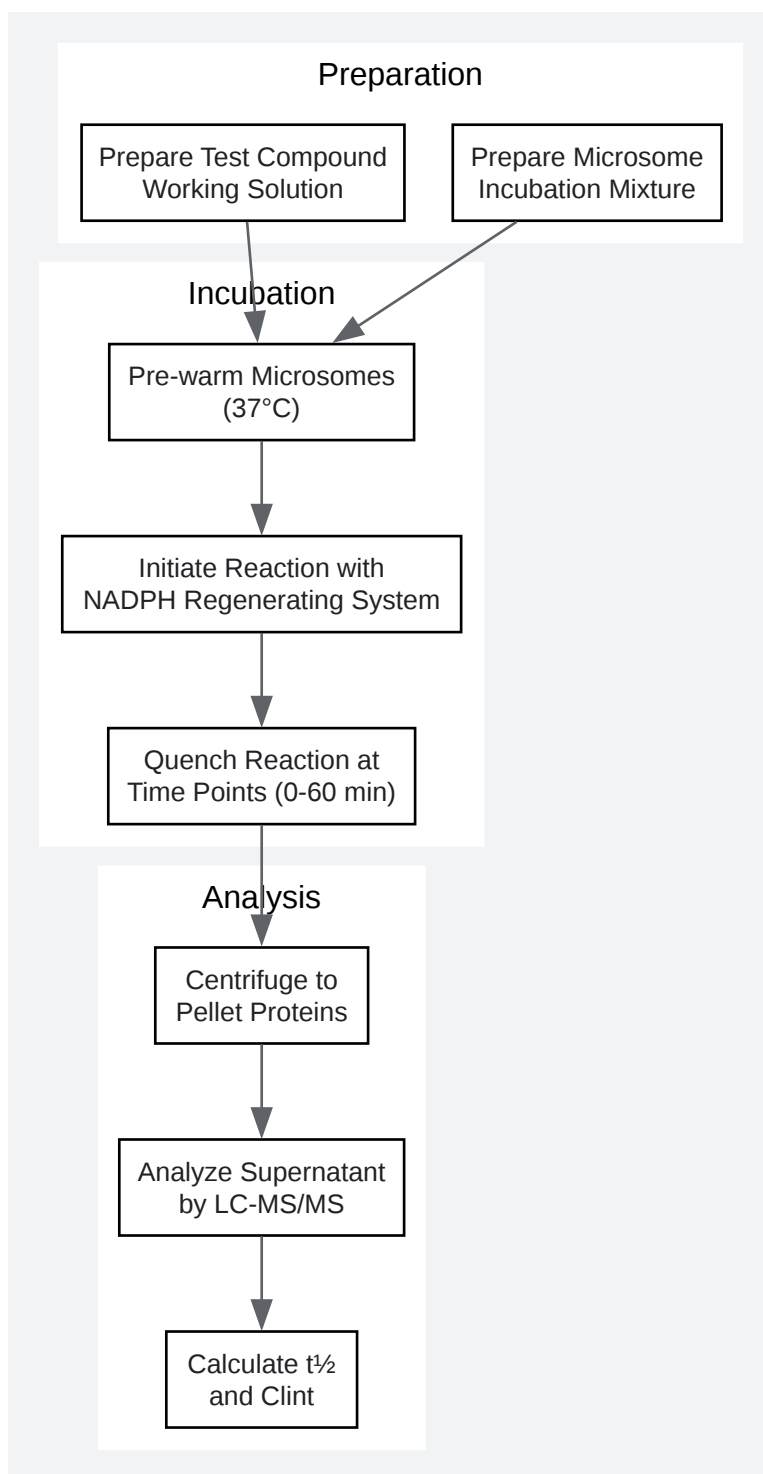 Preparation
Prepare Test Compound
Working Solution
Prepare Microsome
Incubation Mixture
Incubation
Pre-warm Microsomes
(37°C)
Initiate Reaction with
NADPH Regenerating System
Quench Reaction at
Time Points (0-60 min)
Analysis
Centrifuge to
Pellet Proteins
Analyze Supernatant
by LC-MS/MS
Calculate t½
and Clint